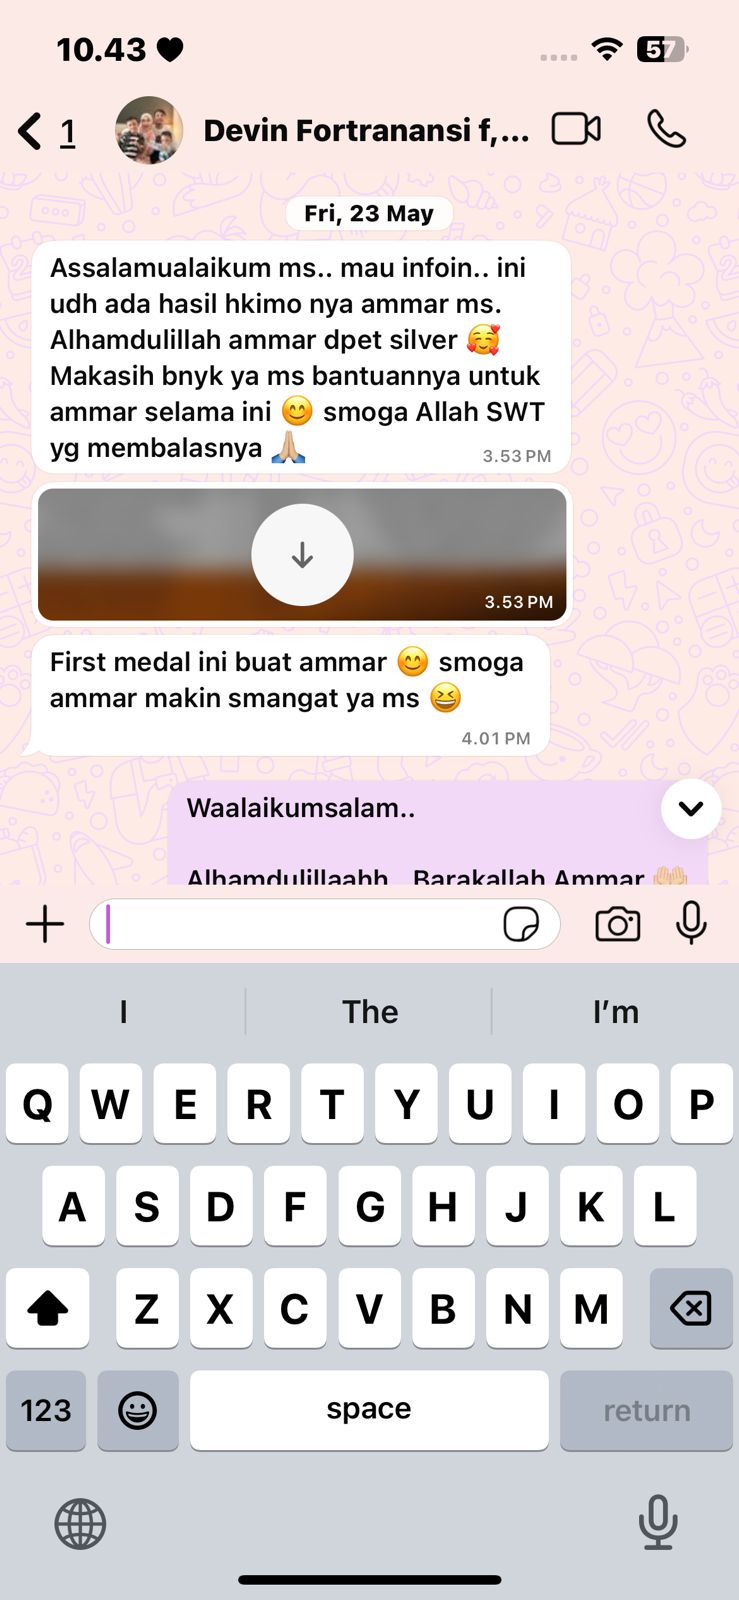 10.43
57
1
Devin Fortranansi f,...
Fri, 23 May
Assalamualaikum ms.. mau infoin.. ini
udh ada hasil hkimo nya ammar ms.
Alhamdulillah ammar dpet silver 🥰
Makasih bnyk ya ms bantuannya untuk
ammar selama ini 😊 smoga Allah SWT
yg membalasnya 🙏🏼
3.53 PM
3.53 PM
First medal ini buat ammar 😊 smoga
ammar makin smangat ya ms 😆
4.01 PM
Waalaikumsalam..
Alhamdulillaahh.. Barakallah Ammar 🤲🏼
I The I'm
Q W E R T Y U I O P
A S D F G H J K L
Z X C V B N M
123 space return